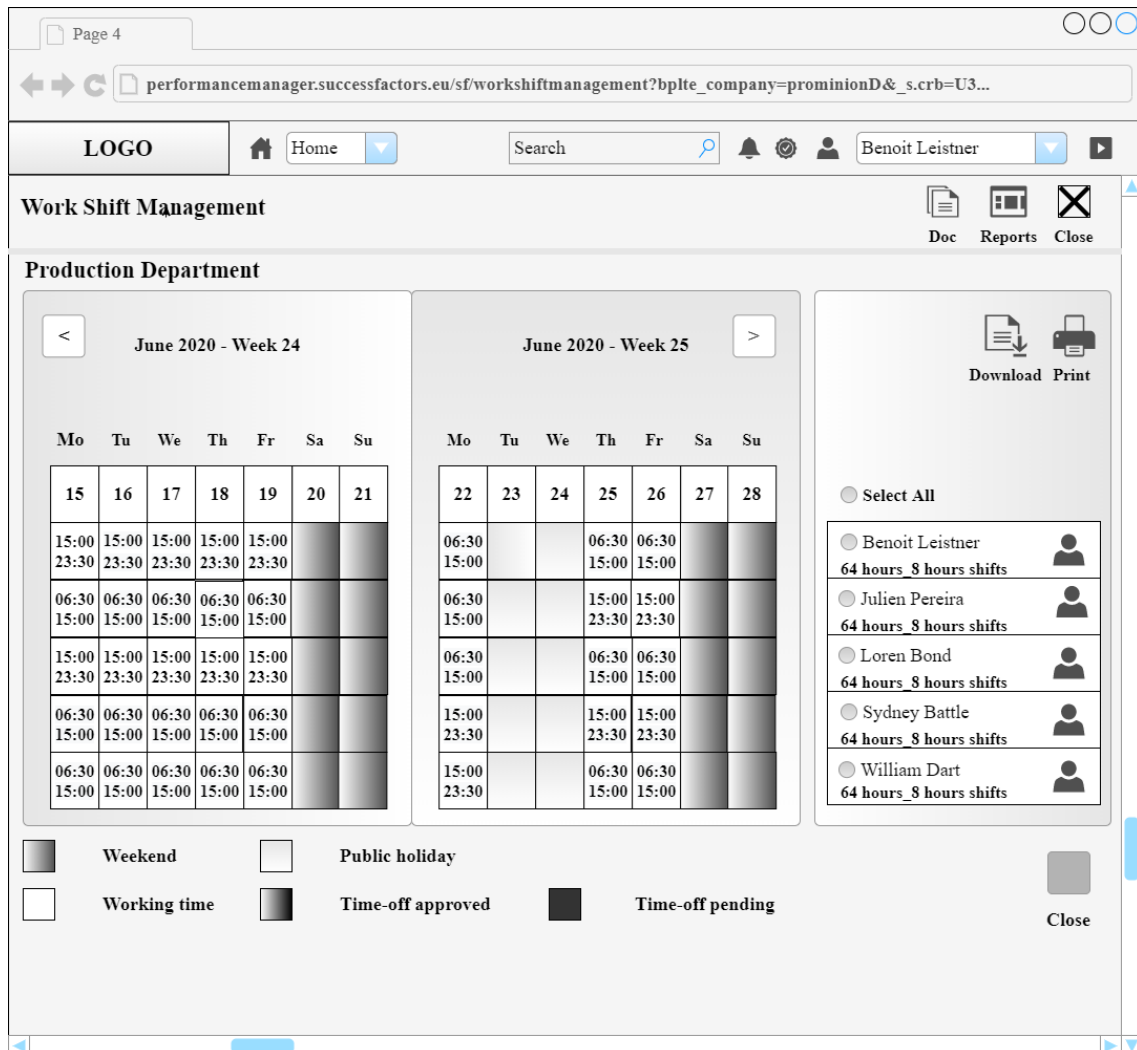 Page 4
performancemanager.successfactors.eu/sf/workshiftmanagement?bplte_company=prominionD&_s.crb=U3...
LOGO Home Search Benoit Leistner
Work Shift Management
Doc Reports Close
Production Department
< June 2020 - Week 24 June 2020 - Week 25 >
Download Print
Mo Tu We Th Fr Sa Su Mo Tu We Th Fr Sa Su
15 16 17 18 19 20 21 22 23 24 25 26 27 28 Select All
15:00 15:00 15:00 15:00 15:00 06:30 06:30 06:30 Benoit Leistner
23:30 23:30 23:30 23:30 23:30 15:00 15:00 15:00 64 hours_8 hours shifts
06:30 06:30 06:30 06:30 06:30 06:30 15:00 15:00 Julien Pereira
15:00 15:00 15:00 15:00 15:00 15:00 23:30 23:30 64 hours_8 hours shifts
15:00 15:00 15:00 15:00 15:00 06:30 06:30 06:30 Loren Bond
23:30 23:30 23:30 23:30 23:30 15:00 15:00 15:00 64 hours_8 hours shifts
06:30 06:30 06:30 06:30 06:30 15:00 15:00 15:00 Sydney Battle
15:00 15:00 15:00 15:00 15:00 23:30 23:30 23:30 64 hours_8 hours shifts
06:30 06:30 06:30 06:30 06:30 15:00 06:30 06:30 William Dart
15:00 15:00 15:00 15:00 15:00 23:30 15:00 15:00 64 hours_8 hours shifts
Weekend Public holiday
Working time Time-off approved Time-off pending
Close